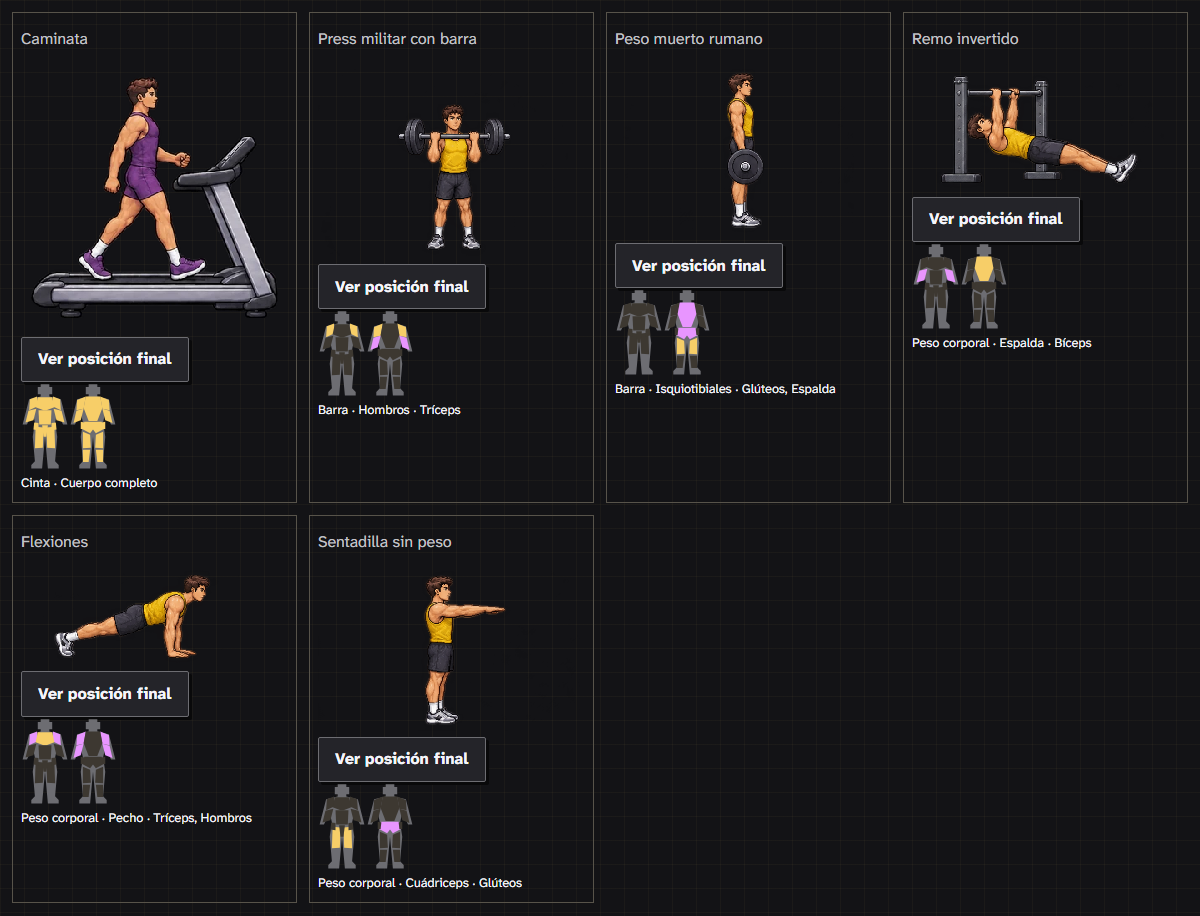 Caminata
Ver posición final
Cinta · Cuerpo completo
Press militar con barra
Ver posición final
Barra · Hombros · Tríceps
Peso muerto rumano
Ver posición final
Barra · Isquiotibiales · Glúteos, Espalda
Remo invertido
Ver posición final
Peso corporal · Espalda · Bíceps
Flexiones
Ver posición final
Peso corporal · Pecho · Tríceps, Hombros
Sentadilla sin peso
Ver posición final
Peso corporal · Cuádriceps · Glúteos